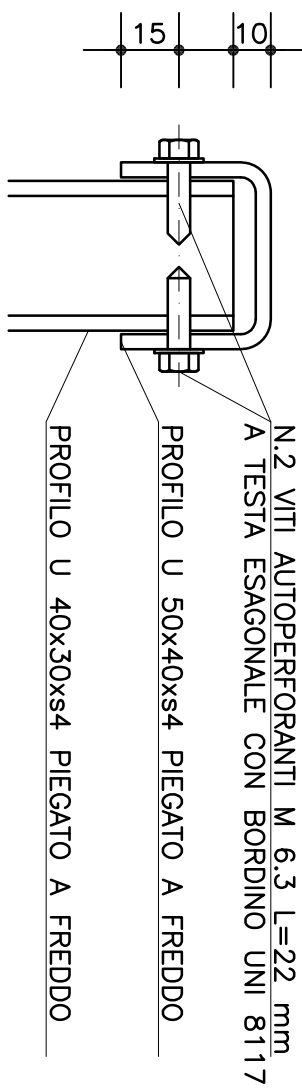 15
10
N.2 VITI AUTOPERFORANTI M 6.3 L=22 mm
A TESTA ESAGONALE CON BORDINO UNI 8117
PROFILO U 50x40xs4 PIEGATO A FREDDO
PROFILO U 40x30xs4 PIEGATO A FREDDO